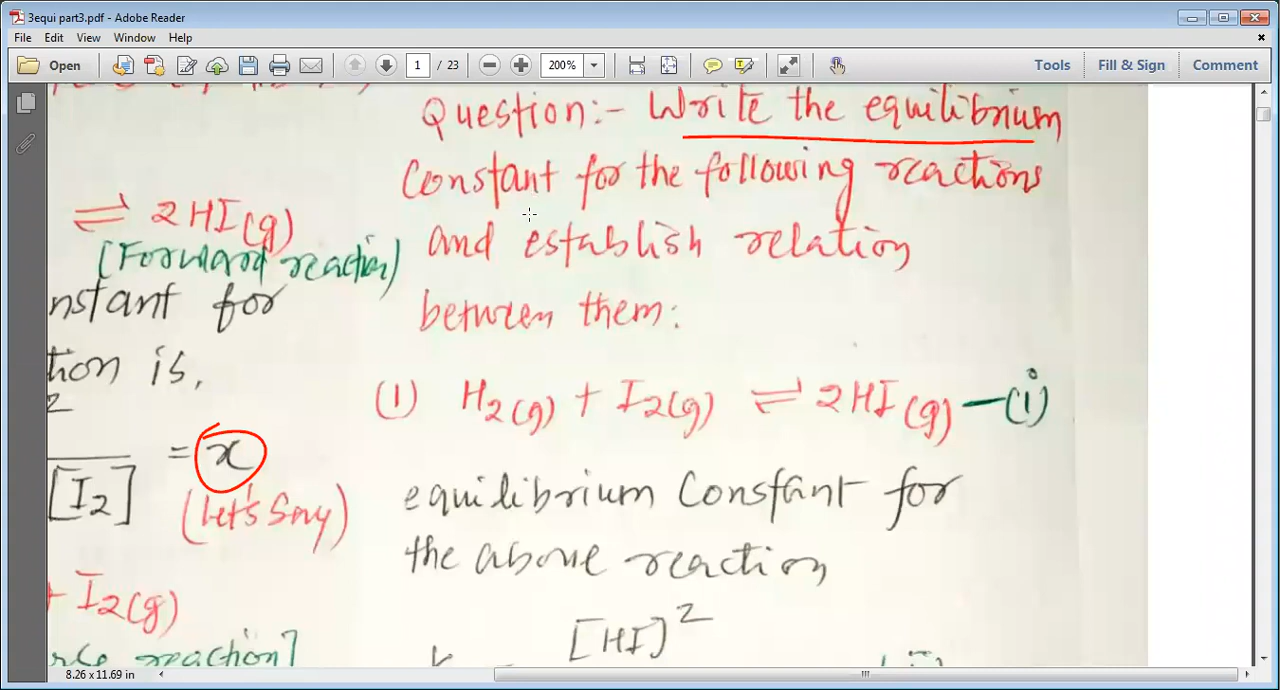 3equi part3.pdf - Adobe Reader
File Edit View Window Help
Open 1 / 23 200% Tools Fill & Sign Comment
⇌ 2HI(g)
[Forward reaction)
nstant for
tion is,
2
= x
[I2]
(Let's Say)
+ I2(g)
reaction]
Question:- Write the equilibrium
Constant for the following reactions
and establish relation
between them:
(1) H2(g) + I2(g) ⇌ 2HI(g) —(i)
equilibrium Constant for
the above reaction
[HI]2
8.26 x 11.69 in